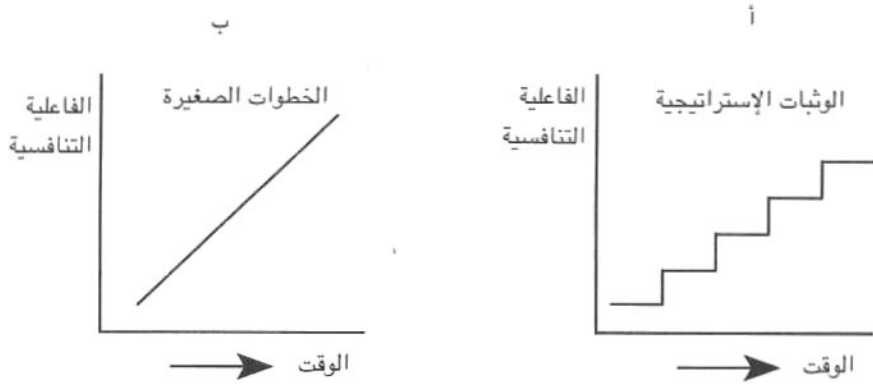 أ
الوثبات الإستراتيجية
الفاعلية
التنافسية
الوقت
ب
الخطوات الصغيرة
الفاعلية
التنافسية
الوقت